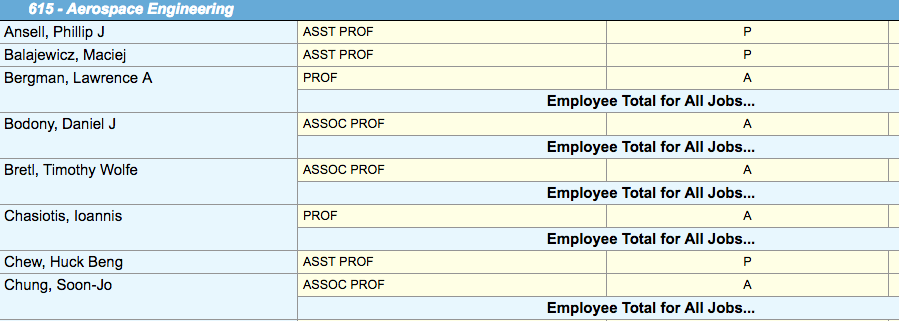 615 - Aerospace Engineering
Ansell, Phillip J ASST PROF P
Balajewicz, Maciej ASST PROF P
Bergman, Lawrence A PROF A
Employee Total for All Jobs...
Bodony, Daniel J ASSOC PROF A
Employee Total for All Jobs...
Bretl, Timothy Wolfe ASSOC PROF A
Employee Total for All Jobs...
Chasiotis, Ioannis PROF A
Employee Total for All Jobs...
Chew, Huck Beng ASST PROF P
Chung, Soon-Jo ASSOC PROF A
Employee Total for All Jobs...